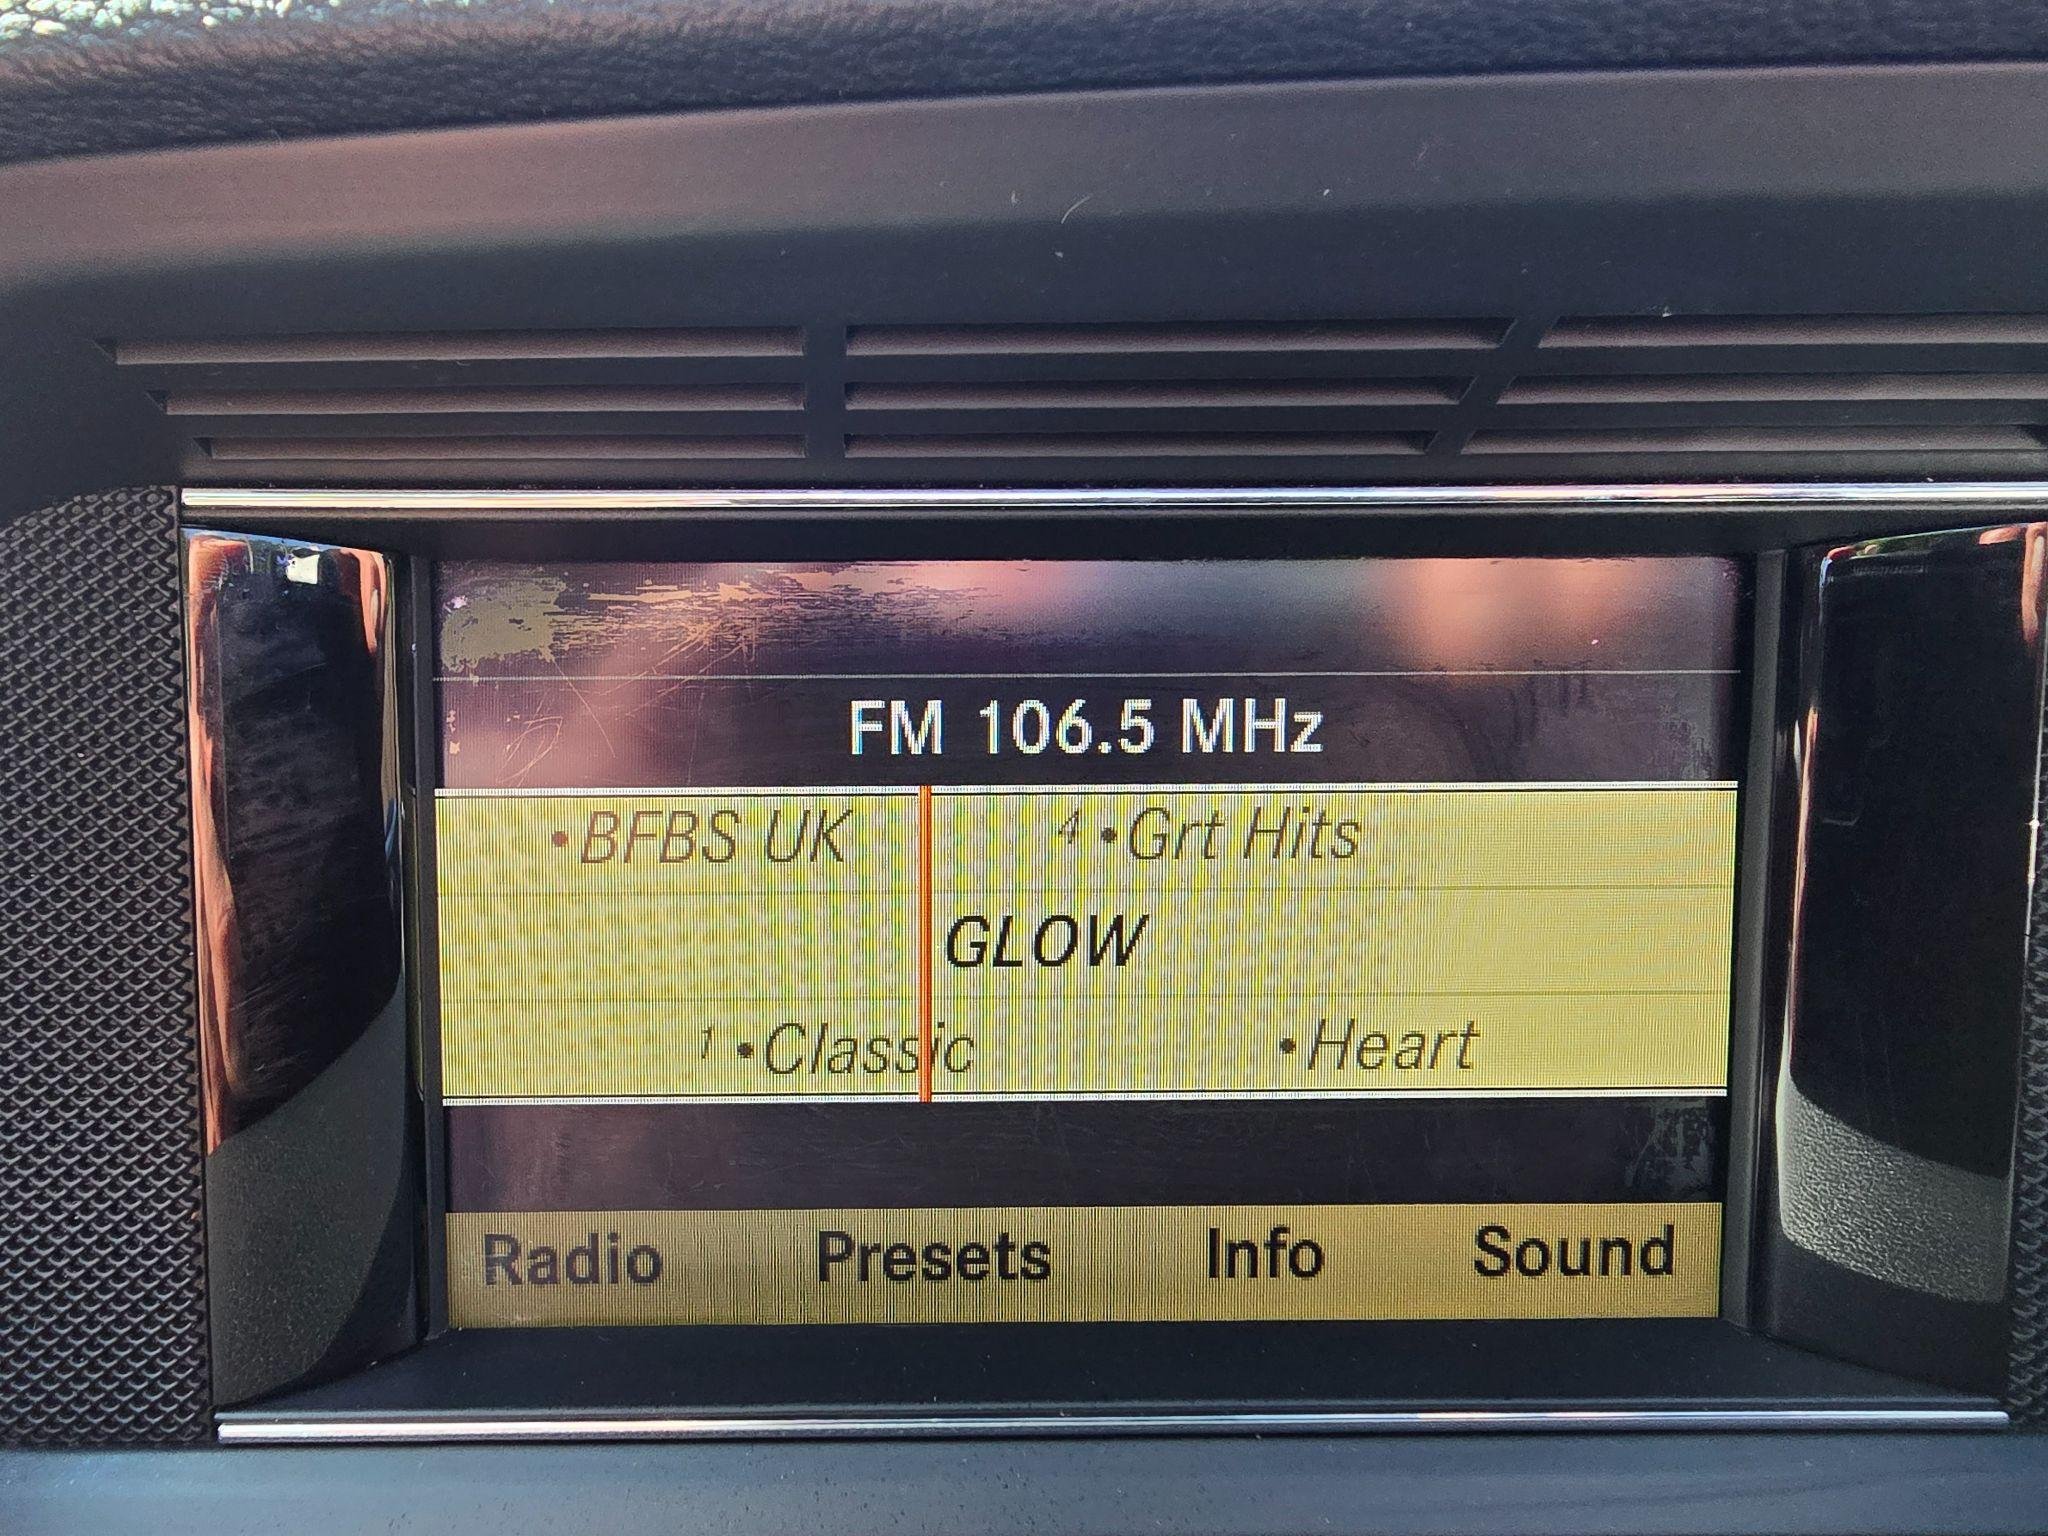 FM 106.5 MHz
•BFBS UK 4 •Grt Hits
GLOW
1 •Classic •Heart
Radio Presets Info Sound